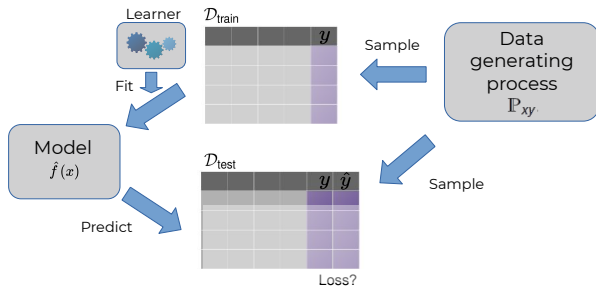 Learner
𝒟train
y
Sample
Data
generating
process
ℙxy
Fit
Model
f̂(x)
𝒟test
y ŷ
Sample
Predict
Loss?